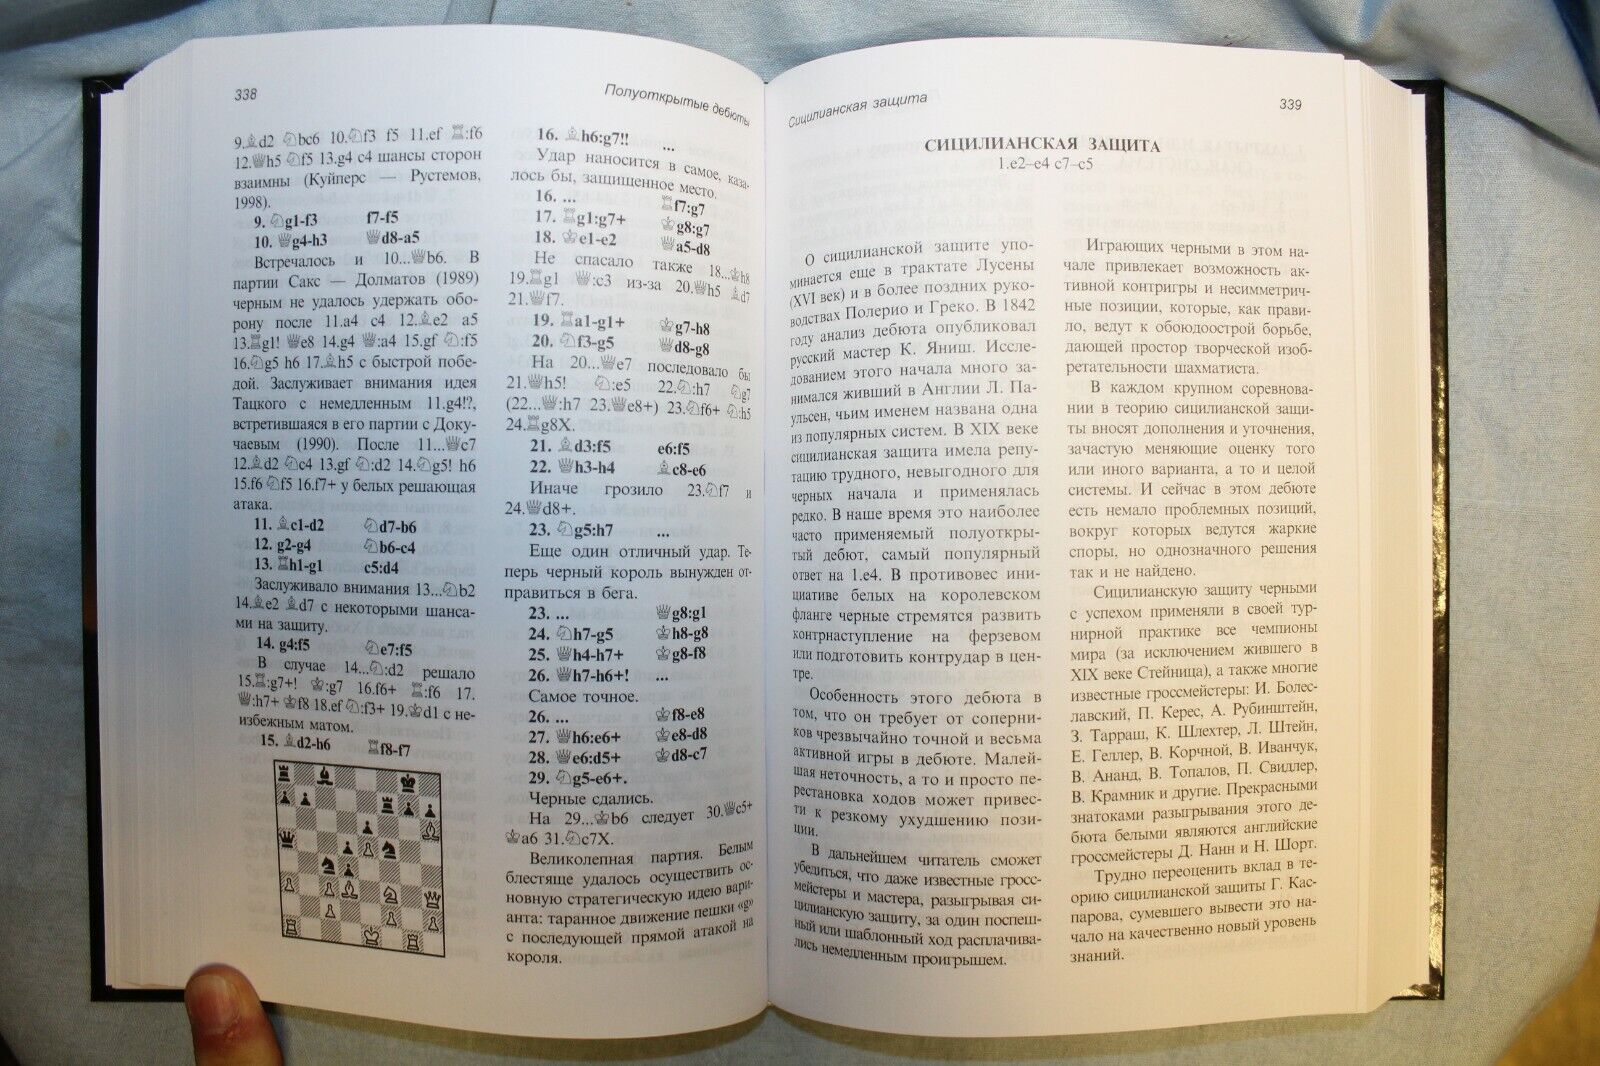 338
Полуоткрытые дебюты
9.♗d2 ♘bc6 10.♘f3 f5 11.ef ♖:f6
12.♕h5 ♘f5 13.g4 c4 шансы сторон
взаимны (Куйперс — Рустемов,
1998).
9. ♘g1-f3 f7-f5
10. ♕g4-h3 ♕d8-a5
Встречалось и 10...♕b6. В
партии Сакс — Долматов (1989)
черным не удалось удержать обо-
рону после 11.a4 c4 12.♗e2 a5
13.♖g1! ♕e8 14.g4 ♕:a4 15.gf ♘:f5
16.♘g5 h6 17.♗h5 с быстрой побе-
дой. Заслуживает внимания идея
Тацкого с немедленным 11.g4!?,
встретившаяся в его партии с Доку-
чаевым (1990). После 11...♕c7
12.♗d2 ♘c4 13.gf ♘:d2 14.♘g5! h6
15.f6 ♘f5 16.f7+ у белых решающая
атака.
11. ♗c1-d2 ♘d7-b6
12. g2-g4 ♘b6-c4
13. ♖h1-g1 c5:d4
Заслуживало внимания 13...♘b2
14.♗e2 ♗d7 с некоторыми шанса-
ми на защиту.
14. g4:f5 ♘e7:f5
В случае 14...♘:d2 решало
15.♖:g7+! ♔:g7 16.f6+ ♖:f6 17.
♕:h7+ ♔f8 18.ef ♘:f3+ 19.♔d1 с не-
избежным матом.
15. ♗d2-h6 ♖f8-f7
16. ♗h6:g7!! ...
Удар наносится в самое, каза-
лось бы, защищенное место.
16. ... ♖f7:g7
17. ♖g1:g7+ ♔g8:g7
18. ♔e1-e2 ♕a5-d8
Не спасало также 18...♔h8
19.♖g1 ♕:c3 из-за 20.♕h5 ♗d7
21.♕f7.
19. ♖a1-g1+ ♔g7-h8
20. ♘f3-g5 ♕d8-g8
На 20...♕e7 последовало бы
21.♕h5! ♘:e5 22.♘:h7 ♘g7
(22...♕:h7 23.♕e8+) 23.♘f6+ ♘:h5
24.♖g8X.
21. ♗d3:f5 e6:f5
22. ♕h3-h4 ♗c8-e6
Иначе грозило 23.♘f7 и
24.♕d8+.
23. ♘g5:h7 ...
Еще один отличный удар. Те-
перь черный король вынужден от-
правиться в бега.
23. ... ♕g8:g1
24. ♘h7-g5 ♔h8-g8
25. ♕h4-h7+ ♔g8-f8
26. ♕h7-h6+! ...
Самое точное.
26. ... ♔f8-e8
27. ♕h6:e6+ ♔e8-d8
28. ♕e6:d5+ ♔d8-c7
29. ♘g5-e6+.
Черные сдались.
На 29...♔b6 следует 30.♕c5+
♔a6 31.♘c7X.
Великолепная партия. Белым
блестяще удалось осуществить ос-
новную стратегическую идею вари-
анта: таранное движение пешки «g»
с последующей прямой атакой на
короля.
Сицилианская защита
339
СИЦИЛИАНСКАЯ ЗАЩИТА
1.e2–e4 c7–c5
О сицилианской защите упо-
минается еще в трактате Лусены
(XVI век) и в более поздних руко-
водствах Полерио и Греко. В 1842
году анализ дебюта опубликовал
русский мастер К. Яниш. Иссле-
дованием этого начала много за-
нимался живший в Англии Л. Па-
ульсен, чьим именем названа одна
из популярных систем. В XIX веке
сицилианская защита имела репу-
тацию трудного, невыгодного для
черных начала и применялась
редко. В наше время это наиболее
часто применяемый полуоткры-
тый дебют, самый популярный
ответ на 1.e4. В противовес ини-
циативе белых на королевском
фланге черные стремятся развить
контрнаступление на ферзевом
или подготовить контрудар в цен-
тре.
Особенность этого дебюта в
том, что он требует от соперни-
ков чрезвычайно точной и весьма
активной игры в дебюте. Малей-
шая неточность, а то и просто пе-
рестановка ходов может привес-
ти к резкому ухудшению пози-
ции.
В дальнейшем читатель сможет
убедиться, что даже известные гросс-
мейстеры и мастера, разыгрывая си-
цилианскую защиту, за один поспеш-
ный или шаблонный ход расплачива-
лись немедленным проигрышем.
Играющих черными в этом на-
чале привлекает возможность ак-
тивной контригры и несимметрич-
ные позиции, которые, как прави-
ло, ведут к обоюдоострой борьбе,
дающей простор творческой изоб-
ретательности шахматиста.
В каждом крупном соревнова-
нии в теорию сицилианской защи-
ты вносят дополнения и уточнения,
зачастую меняющие оценку того
или иного варианта, а то и целой
системы. И сейчас в этом дебюте
есть немало проблемных позиций,
вокруг которых ведутся жаркие
споры, но однозначного решения
так и не найдено.
Сицилианскую защиту черными
с успехом применяли в своей тур-
нирной практике все чемпионы
мира (за исключением жившего в
XIX веке Стейница), а также многие
известные гроссмейстеры: И. Болес-
лавский, П. Керес, А. Рубинштейн,
З. Тарраш, К. Шлехтер, Л. Штейн,
Е. Геллер, В. Корчной, В. Иванчук,
В. Ананд, В. Топалов, П. Свидлер,
В. Крамник и другие. Прекрасными
знатоками разыгрывания этого де-
бюта белыми являются английские
гроссмейстеры Д. Нанн и Н. Шорт.
Трудно переоценить вклад в те-
орию сицилианской защиты Г. Кас-
парова, сумевшего вывести это на-
чало на качественно новый уровень
знаний.